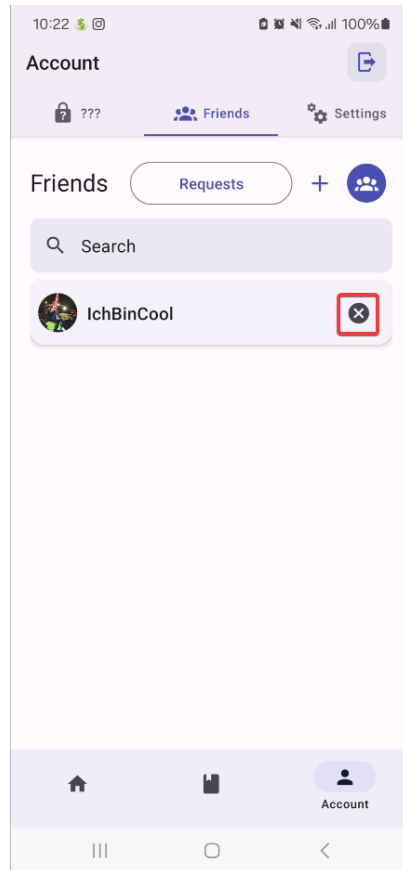 10:22 100%
Account
??? Friends Settings
Friends Requests +
Search
IchBinCool
Account